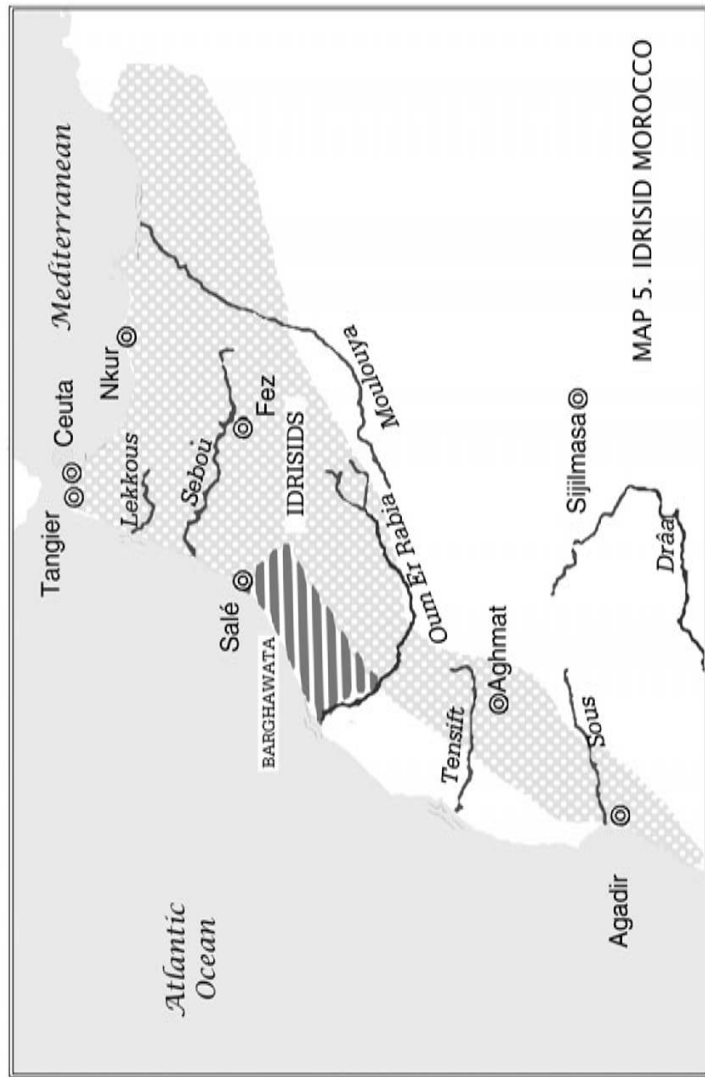 Mediterranean
Tangier
Ceuta
Nkur
Lekkous
Sebou
Fez
IDRISIDS
Salé
BARGHAWATA
Moulouya
Oum Er Rabia
Atlantic
Ocean
Tensift
Aghmat
Sijilmasa
Drâa
Sous
Agadir
MAP 5. IDRISID MOROCCO